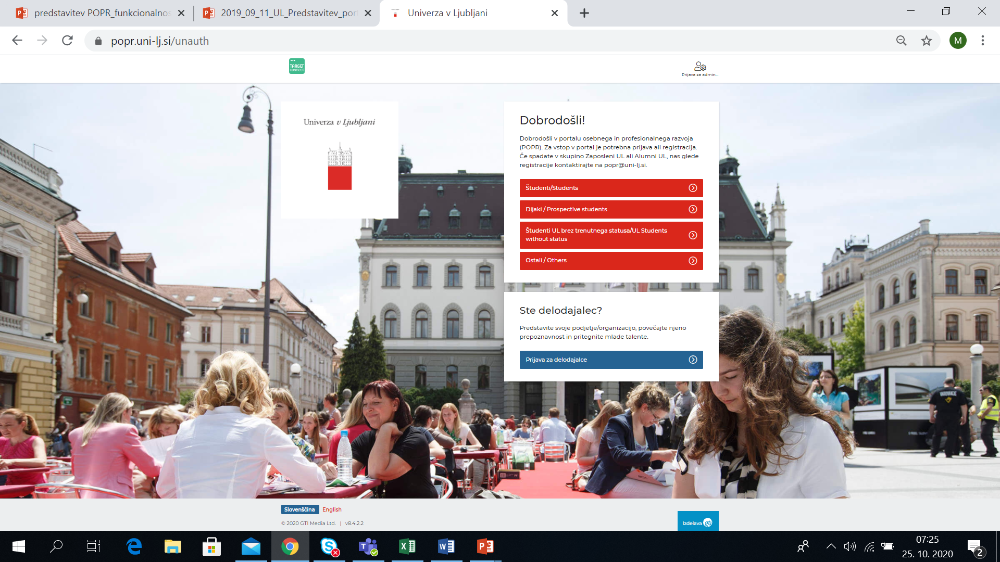 predstavitev POPR_funkcionalnos
2019_09_11_UL_Predstavitev_por
Univerza v Ljubljani
popr.uni-lj.si/unauth
M
TARGET
connect
Prijava za admin...
Univerza v Ljubljani
Dobrodošli!
Dobrodošli v portalu osebnega in profesionalnega razvoja
(POPR). Za vstop v portal je potrebna prijava ali registracija.
Če spadate v skupino Zaposleni UL ali Alumni UL, nas glede
registracije kontaktirajte na popr@uni-lj.si.
Študenti/Students
Dijaki / Prospective students
Študenti UL brez trenutnega statusa/UL Students
without status
Ostali / Others
Ste delodajalec?
Predstavite svoje podjetje/organizacijo, povečajte njeno
prepoznavnost in pritegnite mlade talente.
Prijava za delodajalce
Slovenščina English
© 2020 GTI Media Ltd. | v8.4.2.2
Izdelava gti
07:25
25. 10. 2020
2